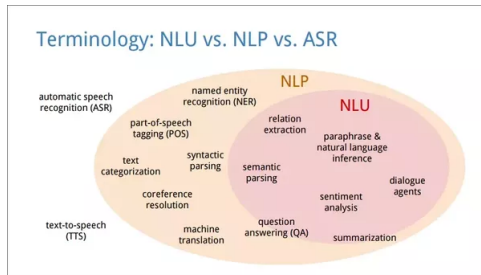 Terminology: NLU vs. NLP vs. ASR
NLP
NLU
automatic speech
recognition (ASR)
named entity
recognition (NER)
part-of-speech
tagging (POS)
relation
extraction
paraphrase &
natural language
inference
text
categorization
syntactic
parsing
semantic
parsing
dialogue
agents
coreference
resolution
sentiment
analysis
text-to-speech
(TTS)
machine
translation
question
answering (QA)
summarization